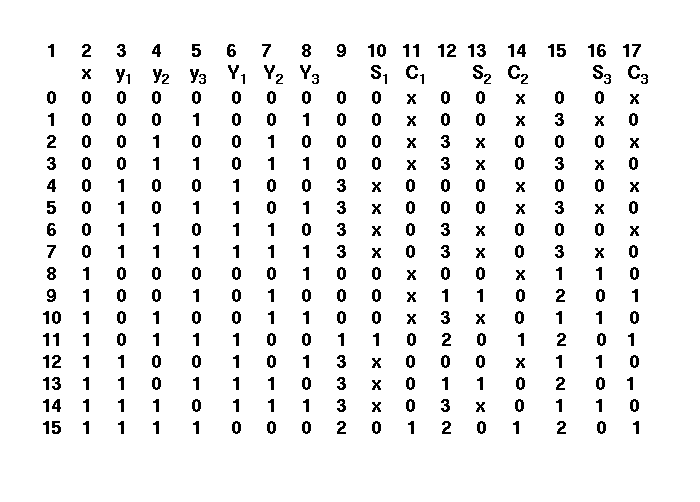 1 2 3 4 5 6 7 8 9 10 11 12 13 14 15 16 17
x y₁ y₂ y₃ Y₁ Y₂ Y₃ S₁ C₁ S₂ C₂ S₃ C₃
0 0 0 0 0 0 0 0 0 0 x 0 0 x 0 0 x
1 0 0 0 1 0 0 1 0 0 x 0 0 x 3 x 0
2 0 0 1 0 0 1 0 0 0 x 3 x 0 0 0 x
3 0 0 1 1 0 1 1 0 0 x 3 x 0 3 x 0
4 0 1 0 0 1 0 0 3 x 0 0 0 x 0 0 x
5 0 1 0 1 1 0 1 3 x 0 0 0 x 3 x 0
6 0 1 1 0 1 1 0 3 x 0 3 x 0 0 0 x
7 0 1 1 1 1 1 1 3 x 0 3 x 0 3 x 0
8 1 0 0 0 0 0 1 0 0 x 0 0 x 1 1 0
9 1 0 0 1 0 1 0 0 0 x 1 1 0 2 0 1
10 1 0 1 0 0 1 1 0 0 x 3 x 0 1 1 0
11 1 0 1 1 1 0 0 1 1 0 2 0 1 2 0 1
12 1 1 0 0 1 0 1 3 x 0 0 0 x 1 1 0
13 1 1 0 1 1 1 0 3 x 0 1 1 0 2 0 1
14 1 1 1 0 1 1 1 3 x 0 3 x 0 1 1 0
15 1 1 1 1 0 0 0 2 0 1 2 0 1 2 0 1